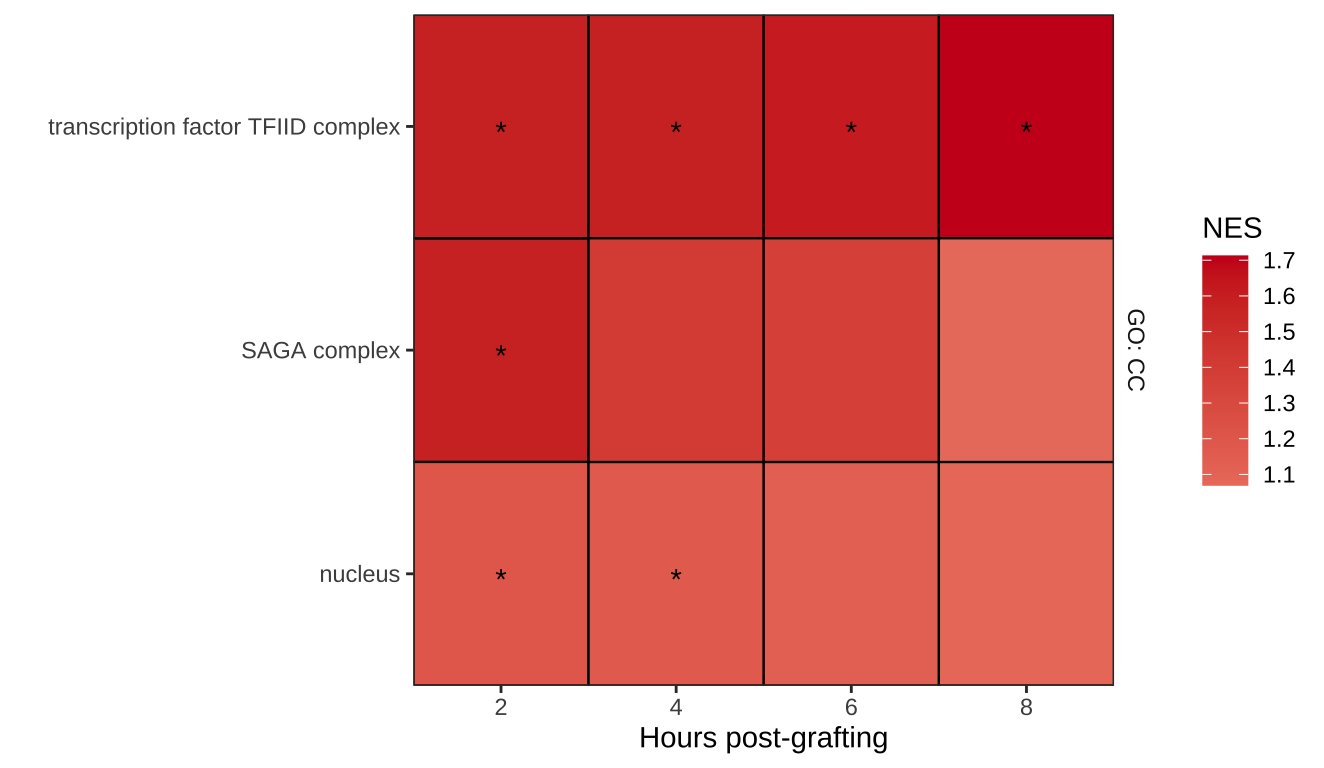 transcription factor TFIID complex
* * * *
SAGA complex
*
nucleus
* *
2 4 6 8
Hours post-grafting
GO: CC
NES
1.7
1.6
1.5
1.4
1.3
1.2
1.1